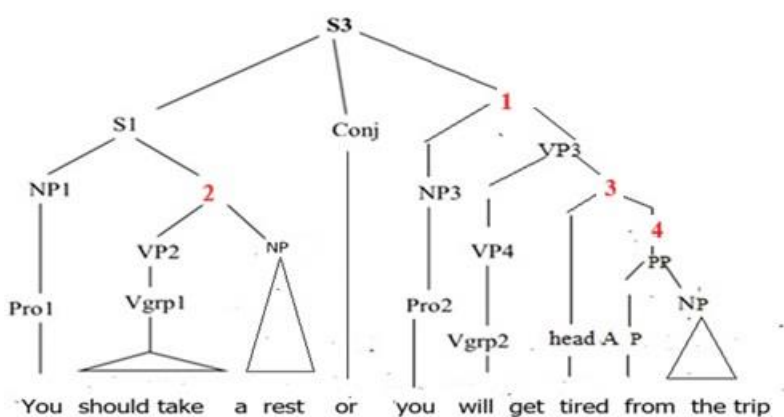 S3
1
S1
Conj
VP3
NP1
2
NP3
3
4
VP2
NP
VP4
PP
Pro1
Vgrp1
Pro2
NP
Vgrp2
head A
P
You should take a rest or you will get tired from the trip